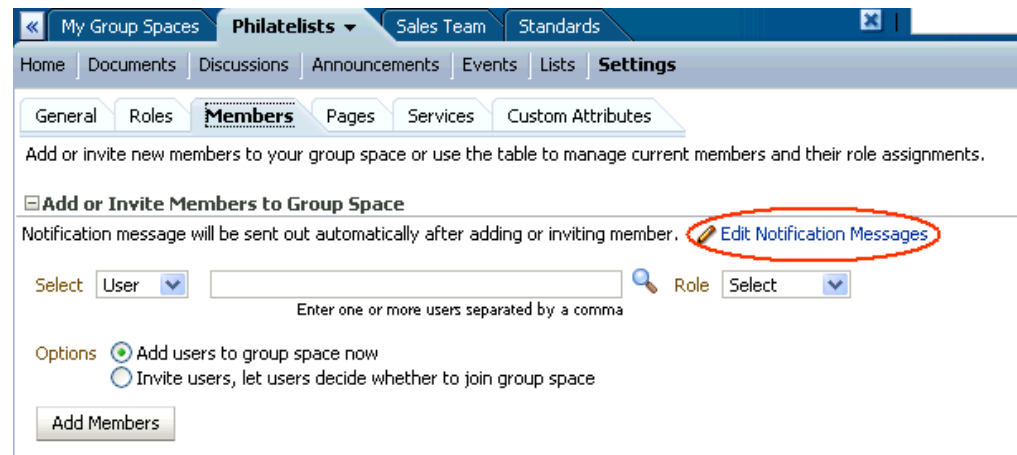 « My Group Spaces Philatelists Sales Team Standards
Home Documents Discussions Announcements Events Lists Settings
General Roles Members Pages Services Custom Attributes
Add or invite new members to your group space or use the table to manage current members and their role assignments.
Add or Invite Members to Group Space
Notification message will be sent out automatically after adding or inviting member. Edit Notification Messages
Select User Role Select
Enter one or more users separated by a comma
Options Add users to group space now
Invite users, let users decide whether to join group space
Add Members